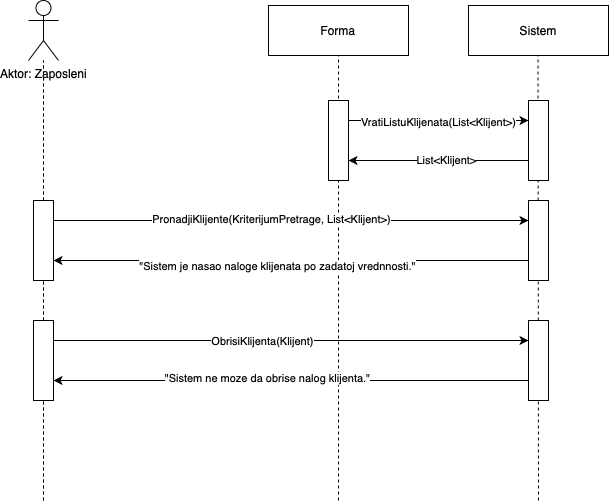 Forma
Sistem
Aktor: Zaposleni
VratiListuKlijenata(List<Klijent>)
List<Klijent>
PronadjiKlijente(KriterijumPretrage, List<Klijent>)
"Sistem je nasao naloge klijenata po zadatoj vrednnosti."
ObrisiKlijenta(Klijent)
"Sistem ne moze da obrise nalog klijenta."